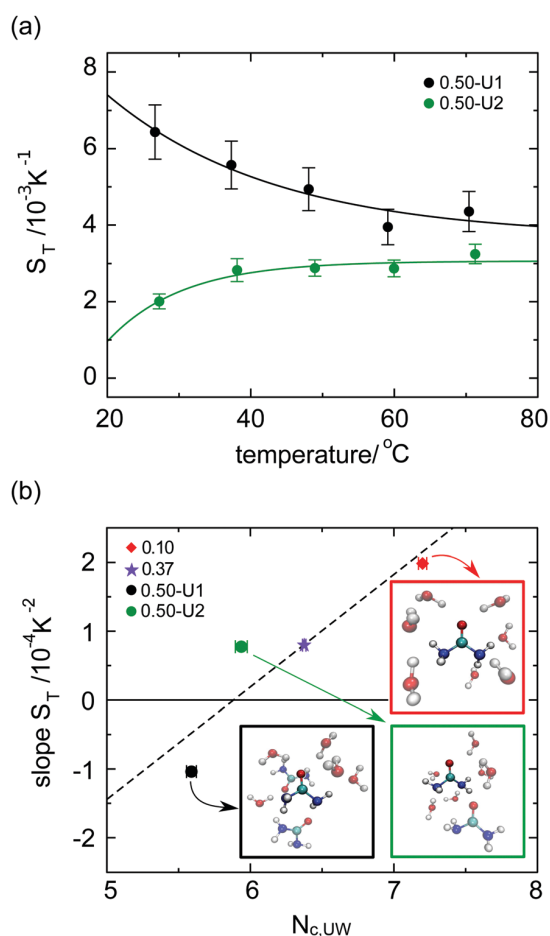 (a)
8
6
4
2
0
S_T /10^-3K^-1
0.50-U1
0.50-U2
20 40 60 80
temperature/ °C
(b)
2
1
0
-1
-2
slope S_T /10^-4K^-2
0.10
0.37
0.50-U1
0.50-U2
5 6 7 8
N_c,UW